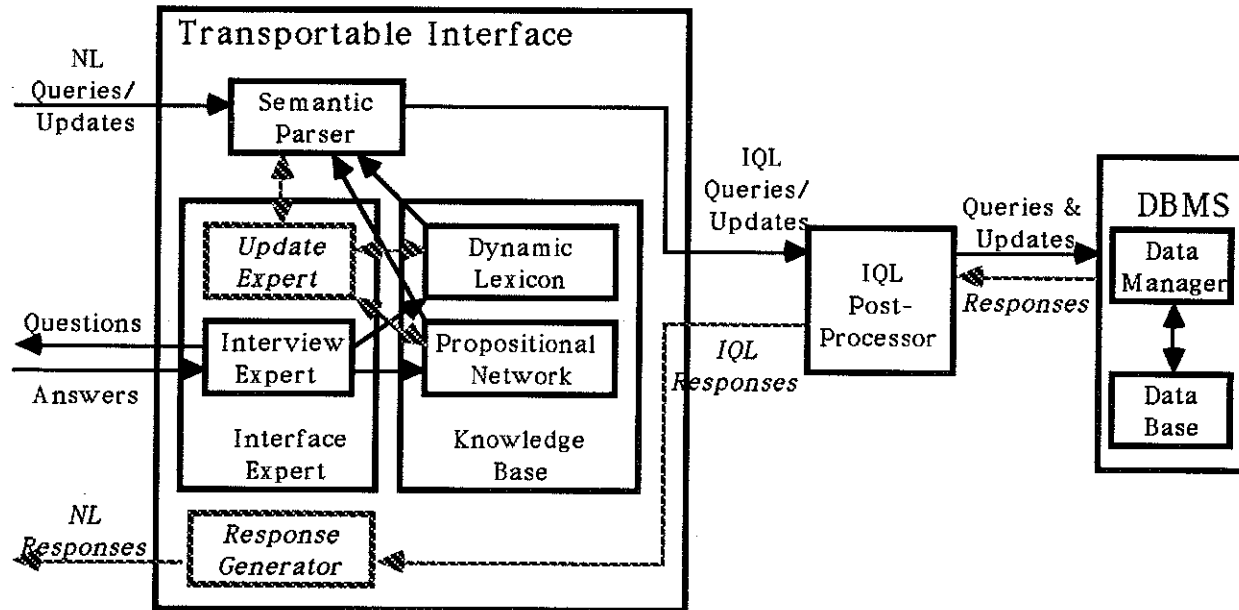 Transportable Interface
NL
Queries/
Updates
Semantic
Parser
IQL
Queries/
Updates
Queries &
Updates
DBMS
Update
Expert
Dynamic
Lexicon
IQL
Post-
Processor
Data
Manager
Responses
Questions
Interview
Expert
Propositional
Network
IQL
Responses
Answers
Data
Base
Interface
Expert
Knowledge
Base
NL
Responses
Response
Generator